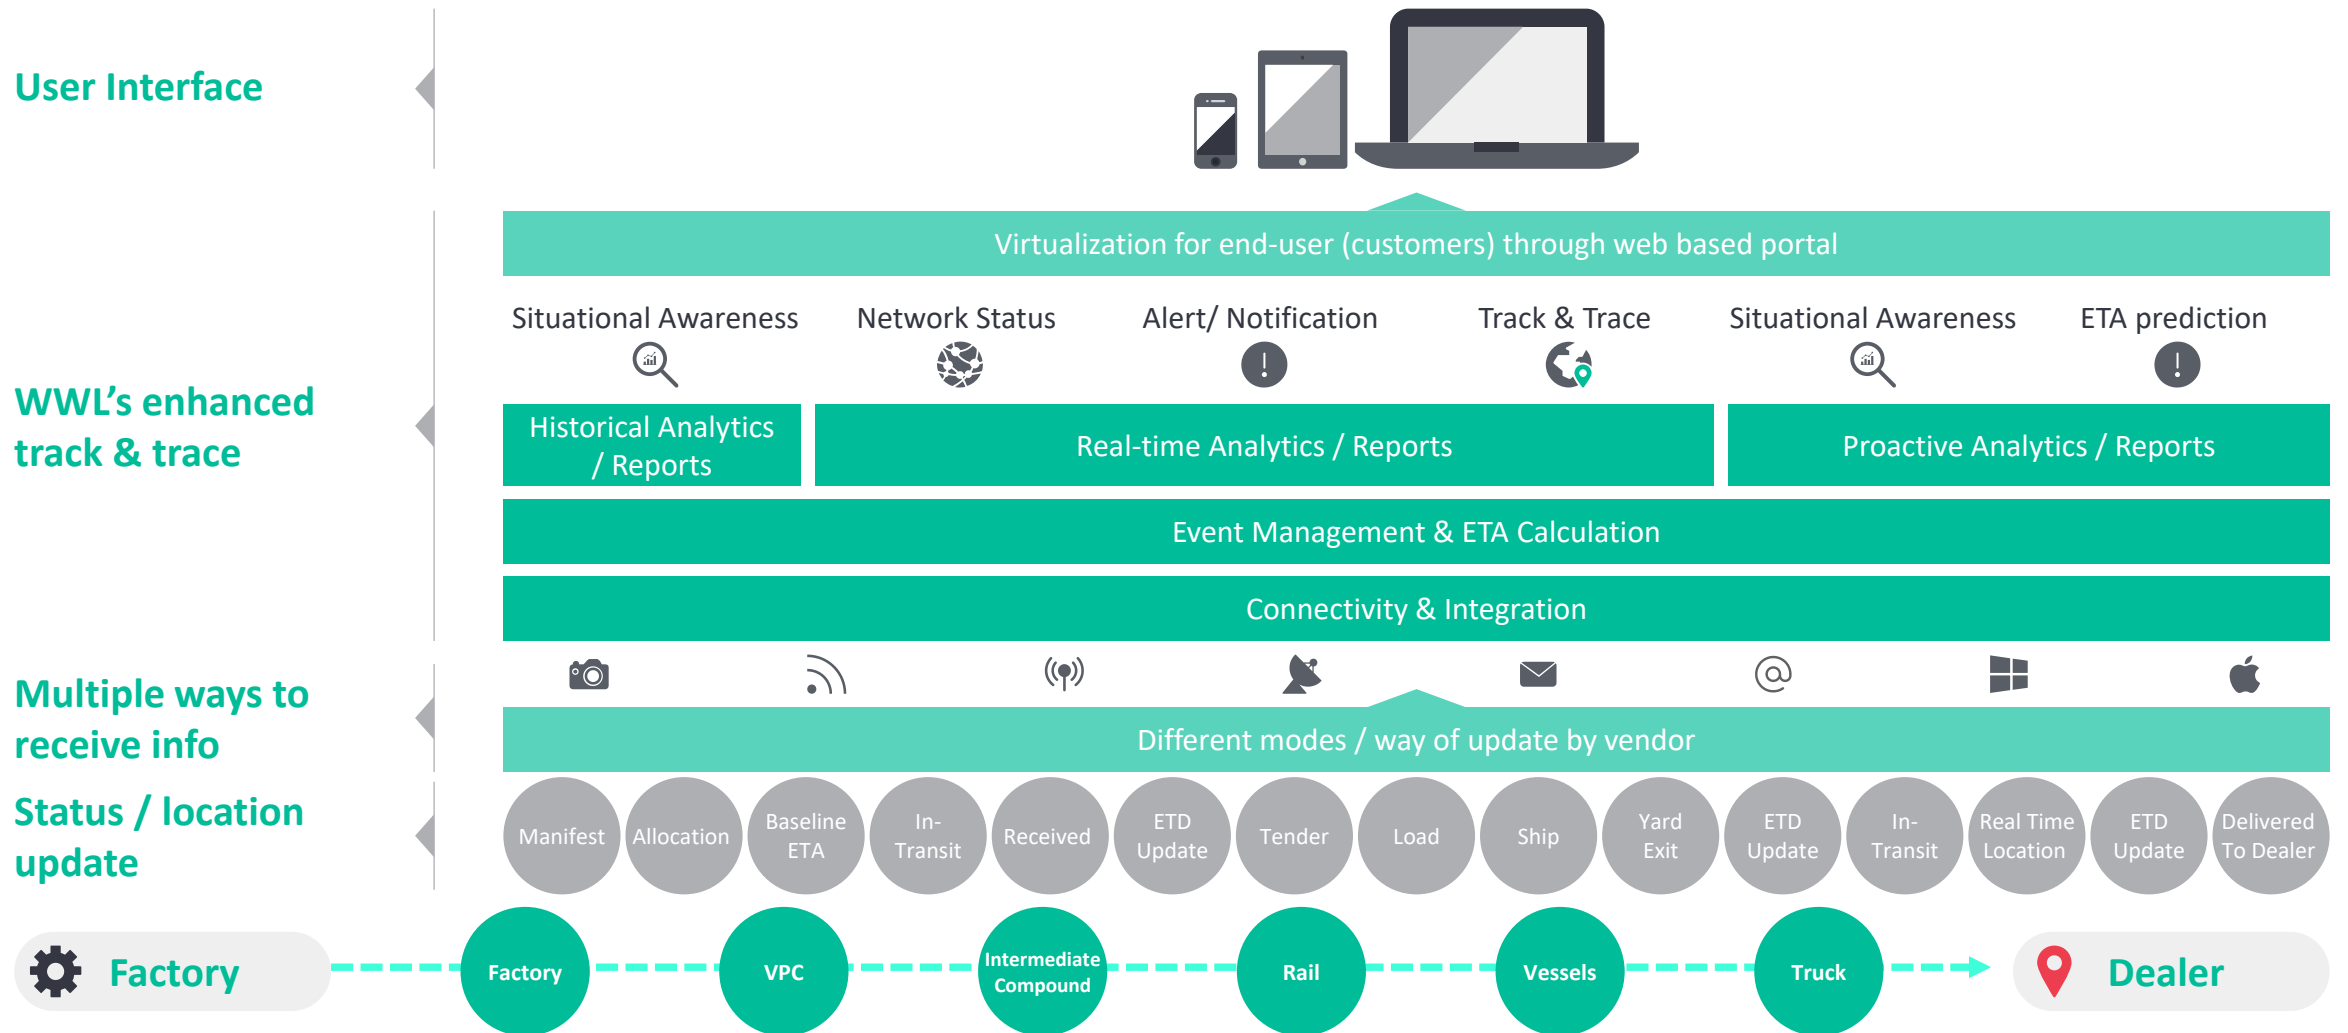 User Interface
Virtualization for end-user (customers) through web based portal
Situational Awareness
Network Status
Alert/ Notification
Track & Trace
Situational Awareness
ETA prediction
WWL’s enhanced
track & trace
Historical Analytics
/ Reports
Real-time Analytics / Reports
Proactive Analytics / Reports
Event Management & ETA Calculation
Connectivity & Integration
Multiple ways to
receive info
Different modes / way of update by vendor
Status / location
update
Manifest
Allocation
Baseline
ETA
In-
Transit
Received
ETD
Update
Tender
Load
Ship
Yard
Exit
ETD
Update
In-
Transit
Real Time
Location
ETD
Update
Delivered
To Dealer
Factory
Factory
VPC
Intermediate
Compound
Rail
Vessels
Truck
Dealer